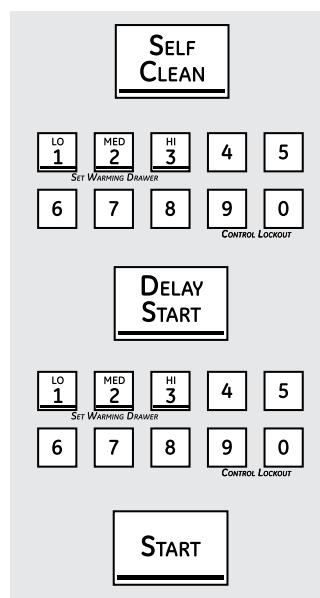 SELF
CLEAN
LO MED HI
1 2 3 4 5
SET WARMING DRAWER
6 7 8 9 0
CONTROL LOCKOUT
DELAY
START
LO MED HI
1 2 3 4 5
SET WARMING DRAWER
6 7 8 9 0
CONTROL LOCKOUT
START